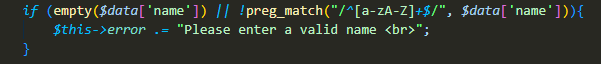 if (empty($data['name']) || !preg_match("/^[a-zA-Z]+$/", $data['name'])){
$this->error .= "Please enter a valid name <br>";
}